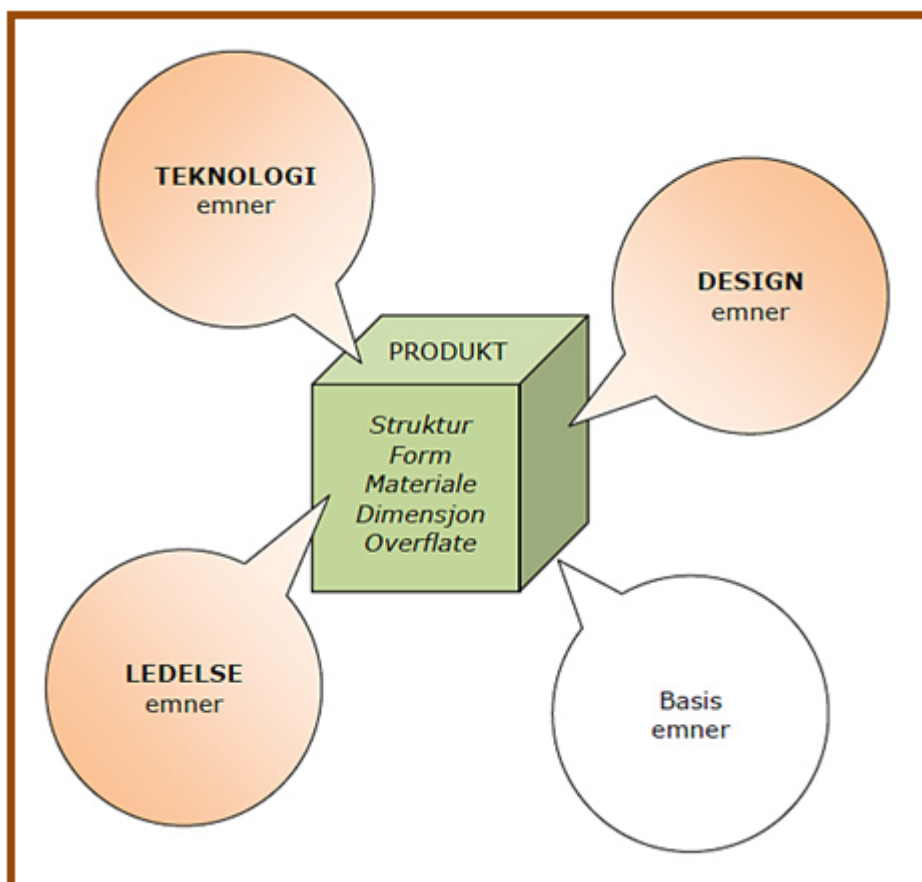 TEKNOLOGI
emner
DESIGN
emner
PRODUKT
Struktur
Form
Materiale
Dimensjon
Overflate
LEDELSE
emner
Basis
emner